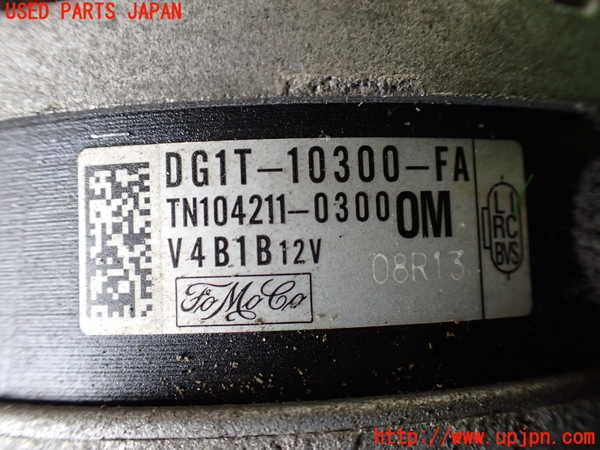 USED PARTS JAPAN
DG1T-10300-FA
TN104211-0300 OM
V4B1B 12V
08R13
FoMoCo
LI
RC
BVS
http://www.upjpn.com/